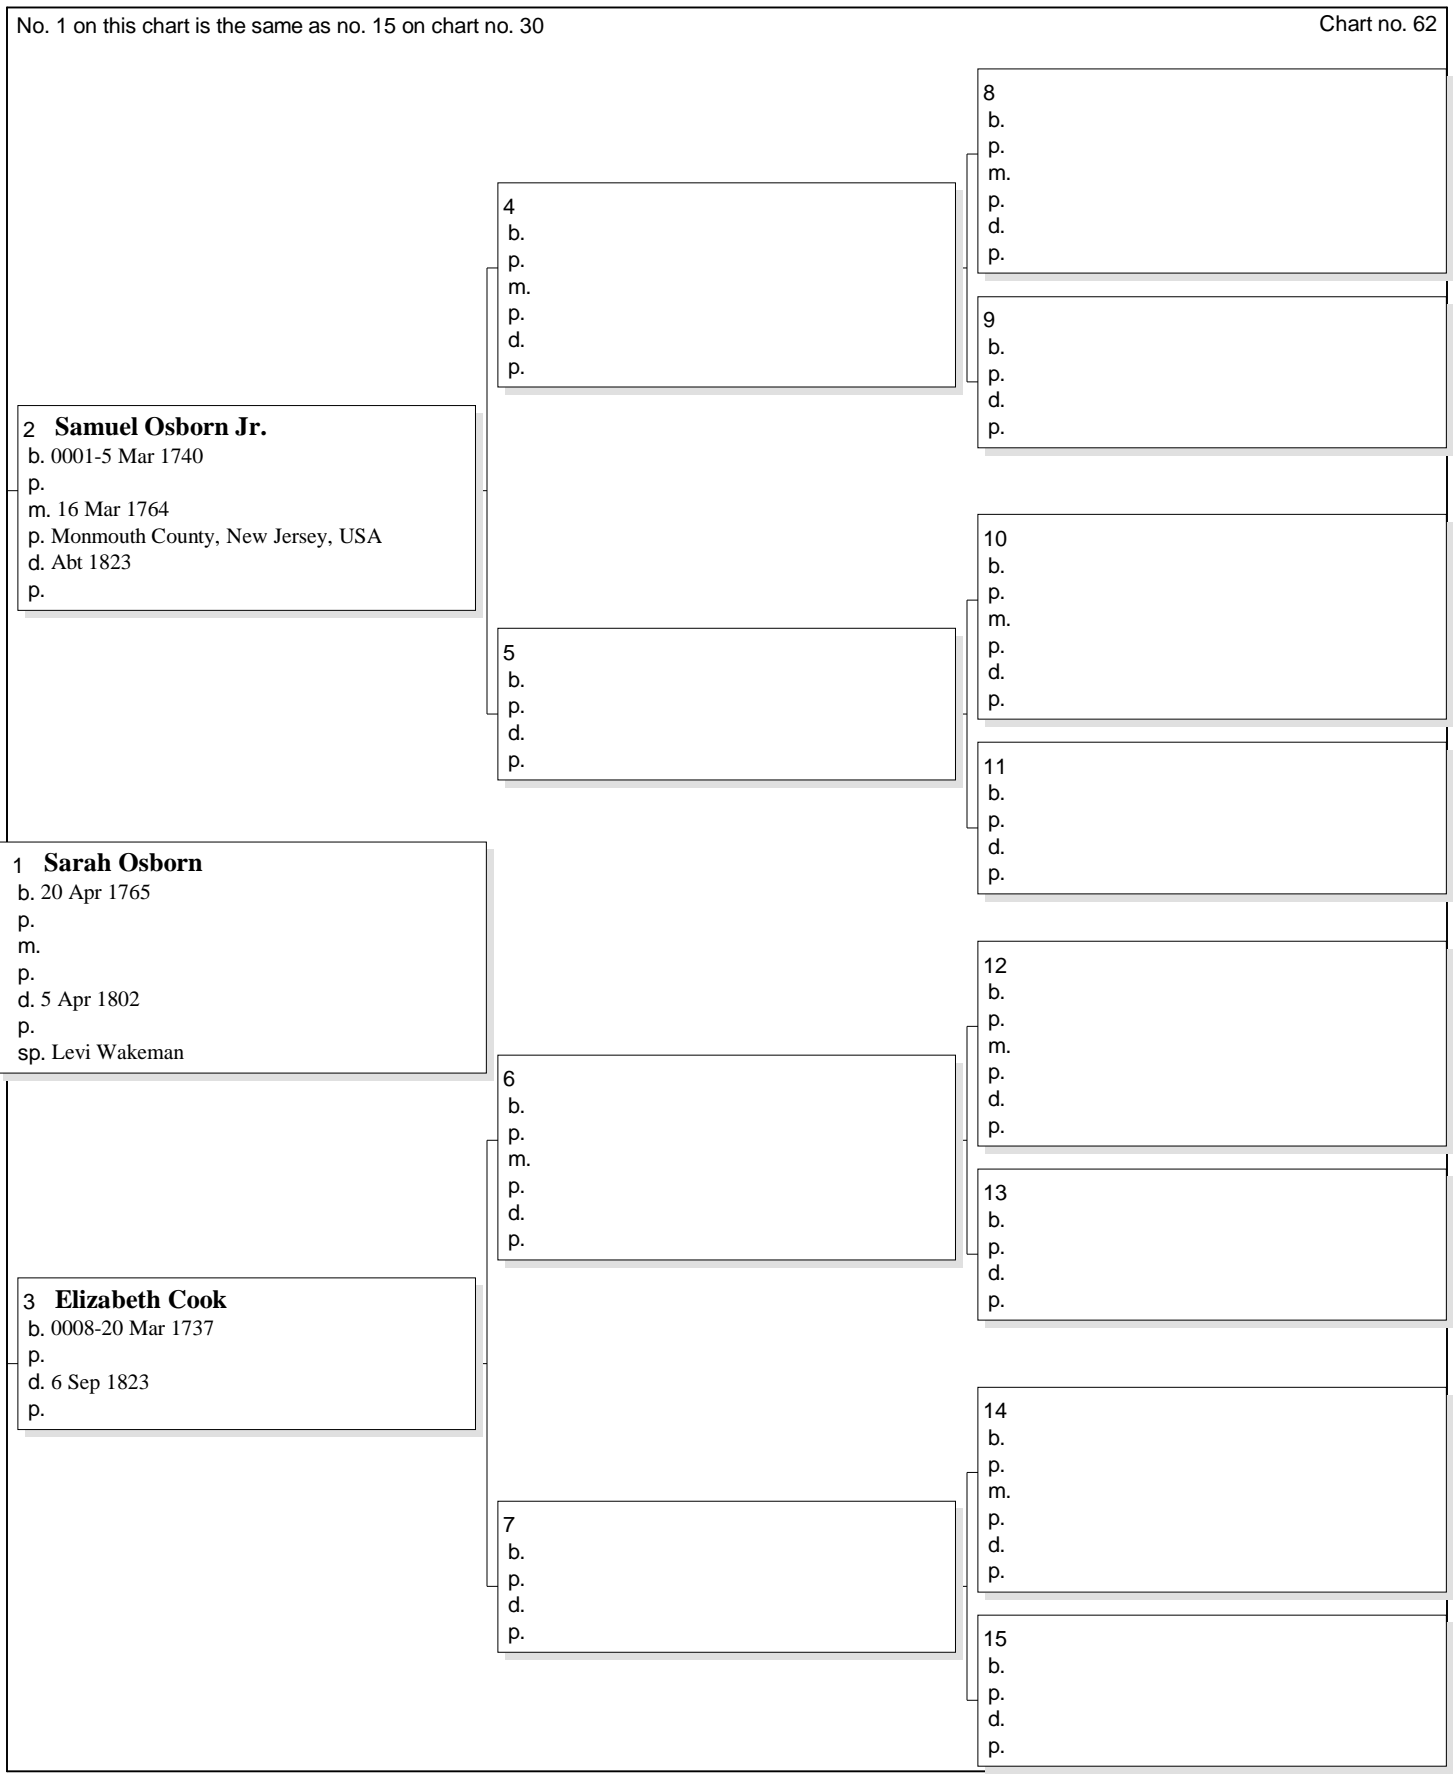 No. 1 on this chart is the same as no. 15 on chart no. 30
Chart no. 62
8
b.
p.
m.
p.
d.
p.
4
b.
p.
m.
p.
d.
p.
9
b.
p.
d.
p.
2 Samuel Osborn Jr.
b. 0001-5 Mar 1740
p.
m. 16 Mar 1764
p. Monmouth County, New Jersey, USA
d. Abt 1823
p.
10
b.
p.
m.
p.
d.
p.
5
b.
p.
d.
p.
11
b.
p.
d.
p.
1 Sarah Osborn
b. 20 Apr 1765
p.
m.
p.
d. 5 Apr 1802
p.
sp. Levi Wakeman
12
b.
p.
m.
p.
d.
p.
6
b.
p.
m.
p.
d.
p.
13
b.
p.
d.
p.
3 Elizabeth Cook
b. 0008-20 Mar 1737
p.
d. 6 Sep 1823
p.
14
b.
p.
m.
p.
d.
p.
7
b.
p.
d.
p.
15
b.
p.
d.
p.